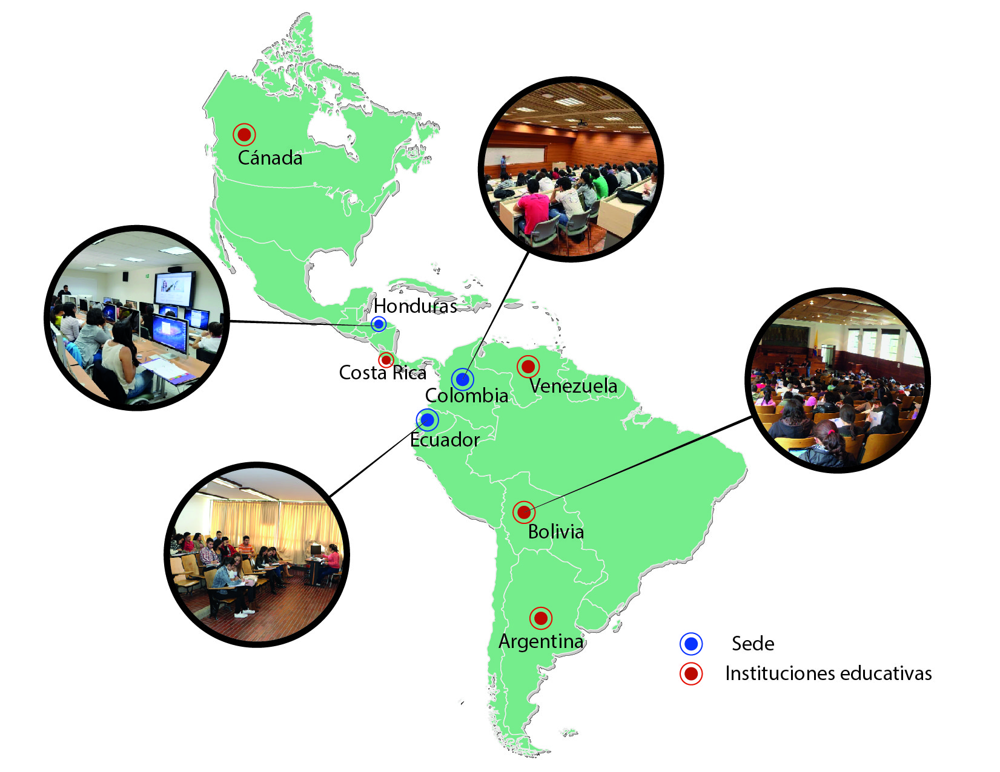 Cánada
Honduras
Costa Rica
Colombia
Venezuela
Ecuador
Bolivia
Argentina
Sede
Instituciones educativas